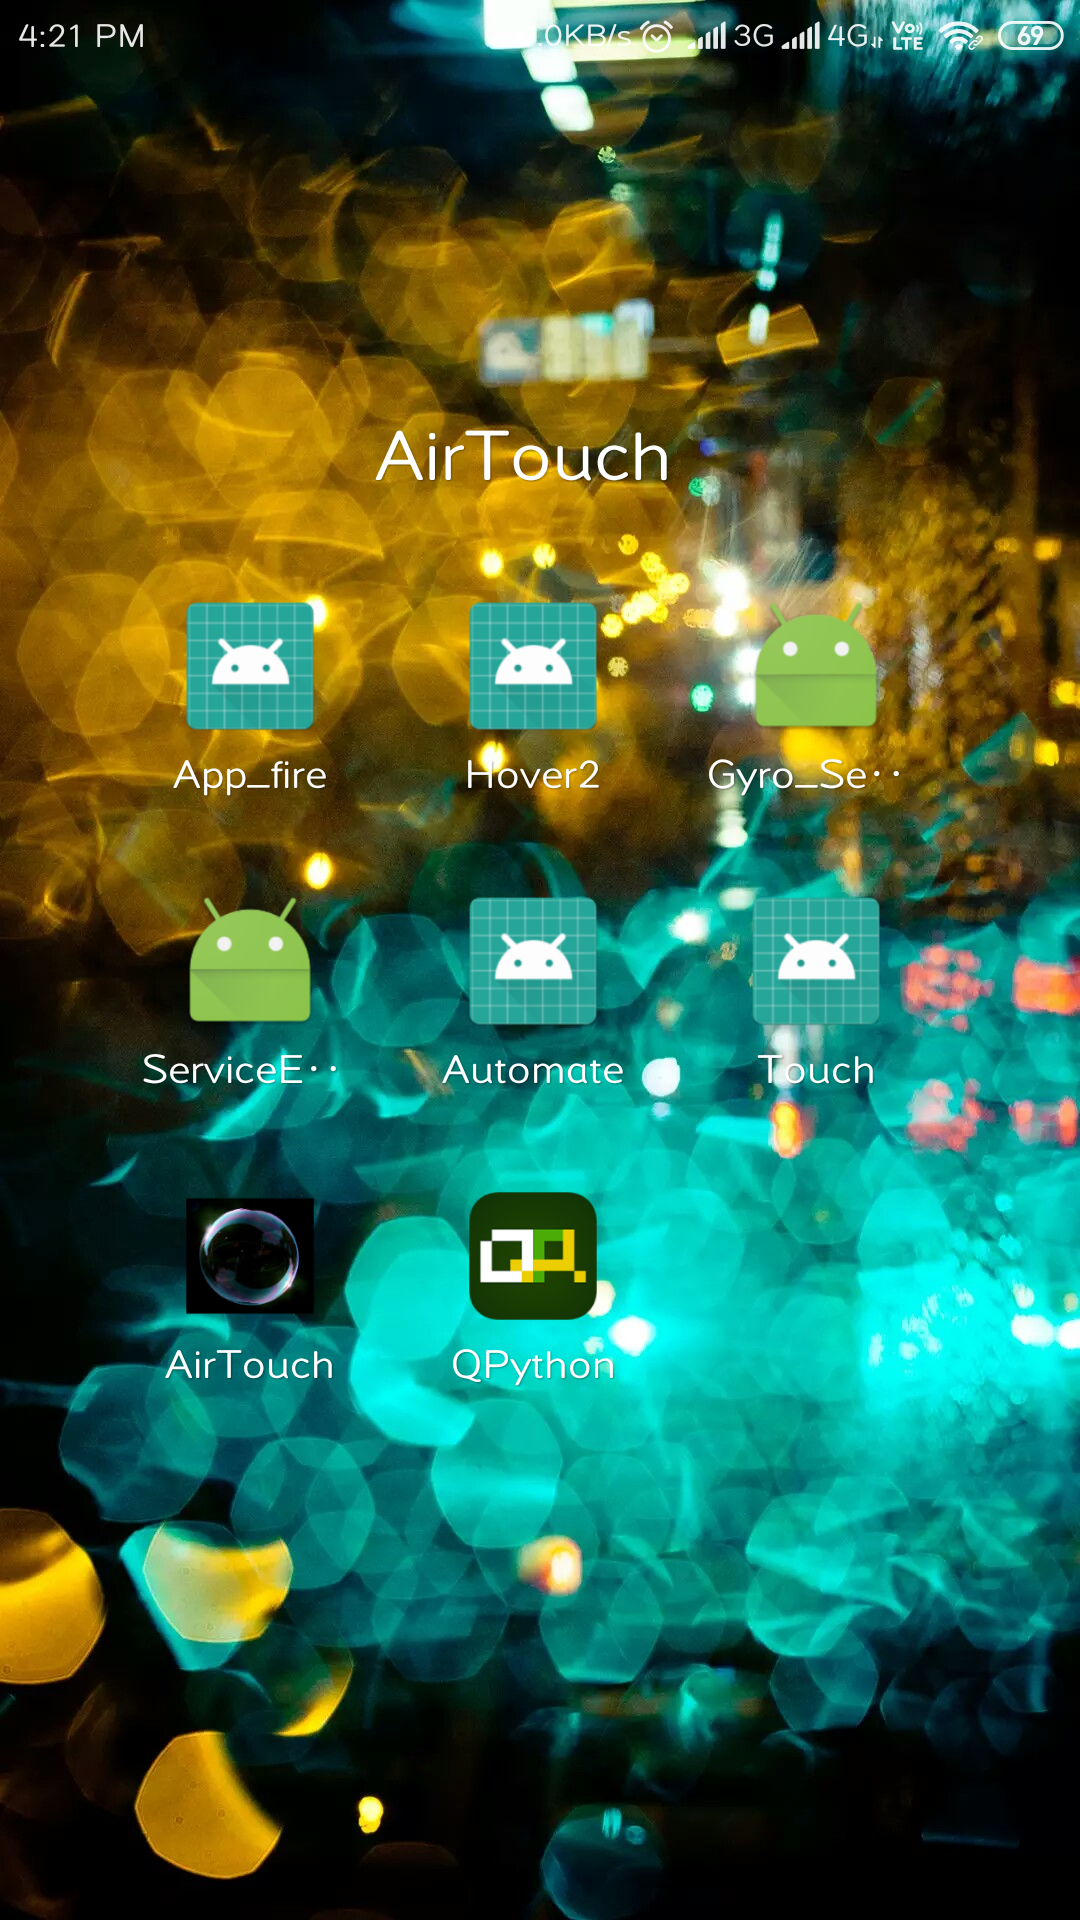 4:21 PM .0KB/s 3G 4G Vo)) LTE 69
AirTouch
App_fire Hover2 Gyro_Se··
ServiceE·· Automate Touch
AirTouch QPython